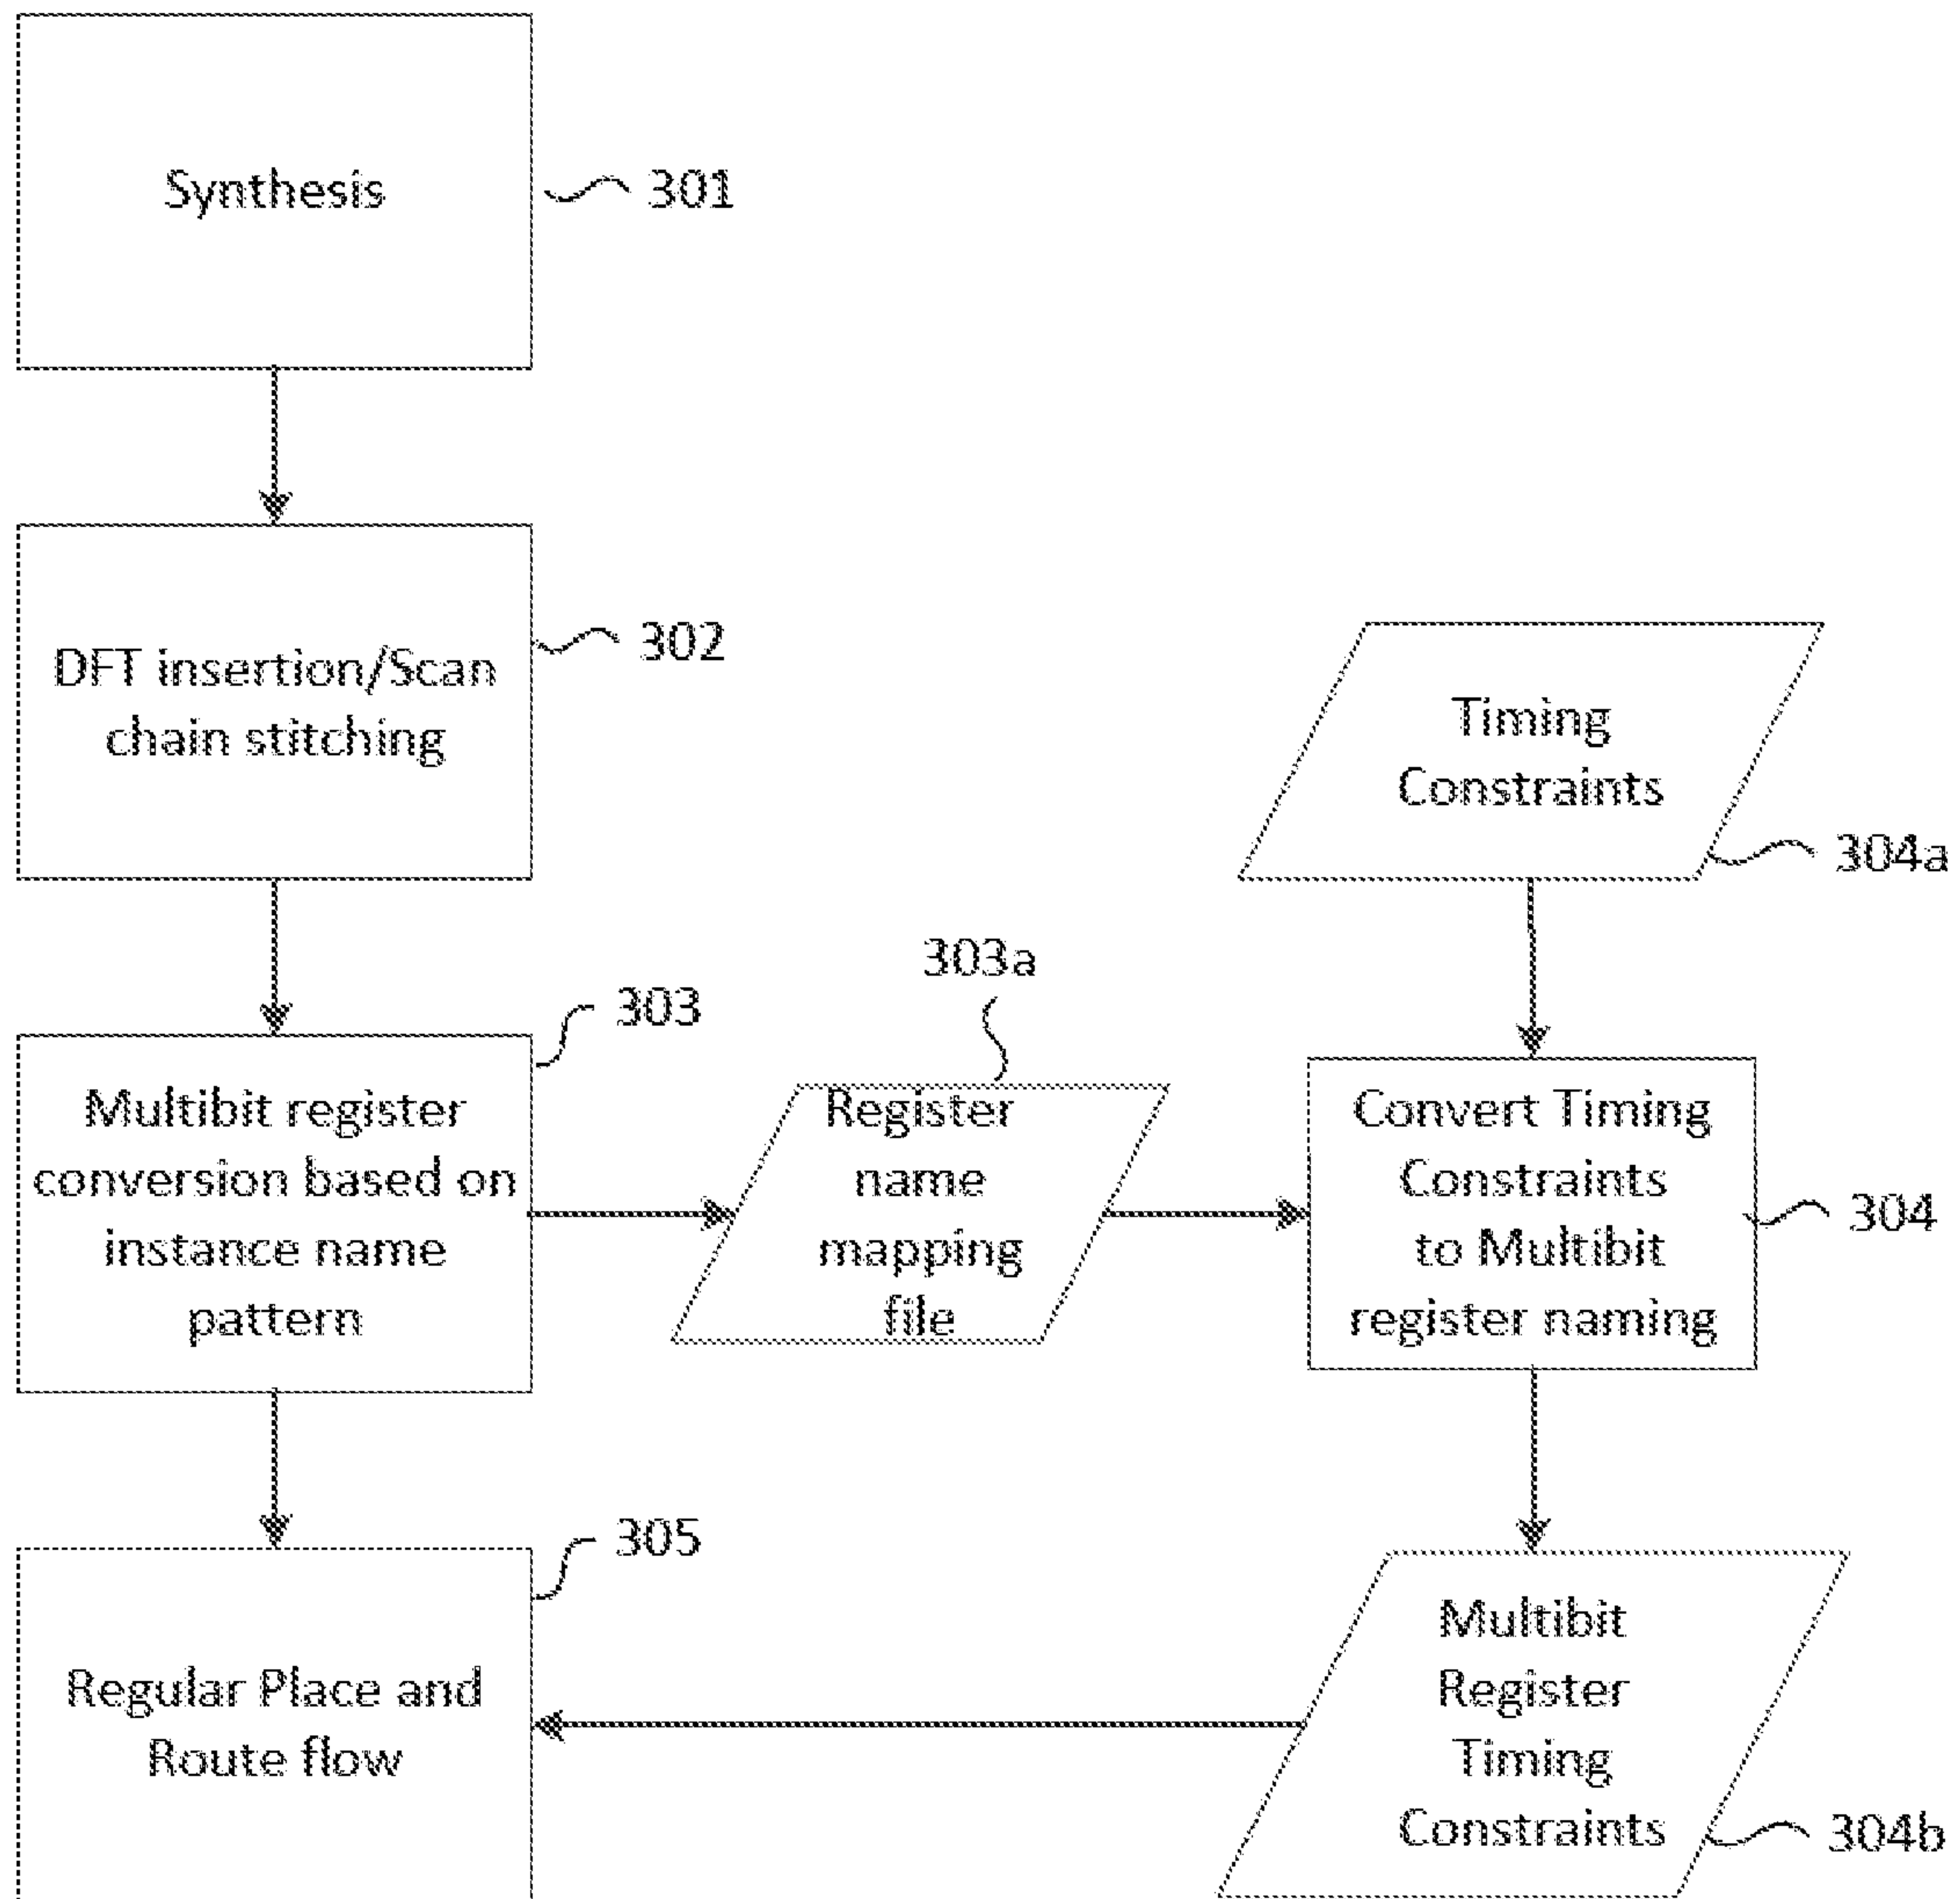 Synthesis
301
DFT insertion/Scan
chain stitching
302
Timing
Constraints
304a
303a
303
Multibit register
conversion based on
instance name
pattern
Register
name
mapping
file
Convert Timing
Constraints
to Multibit
register naming
304
305
Regular Place and
Route flow
Multibit
Register
Timing
Constraints
304b